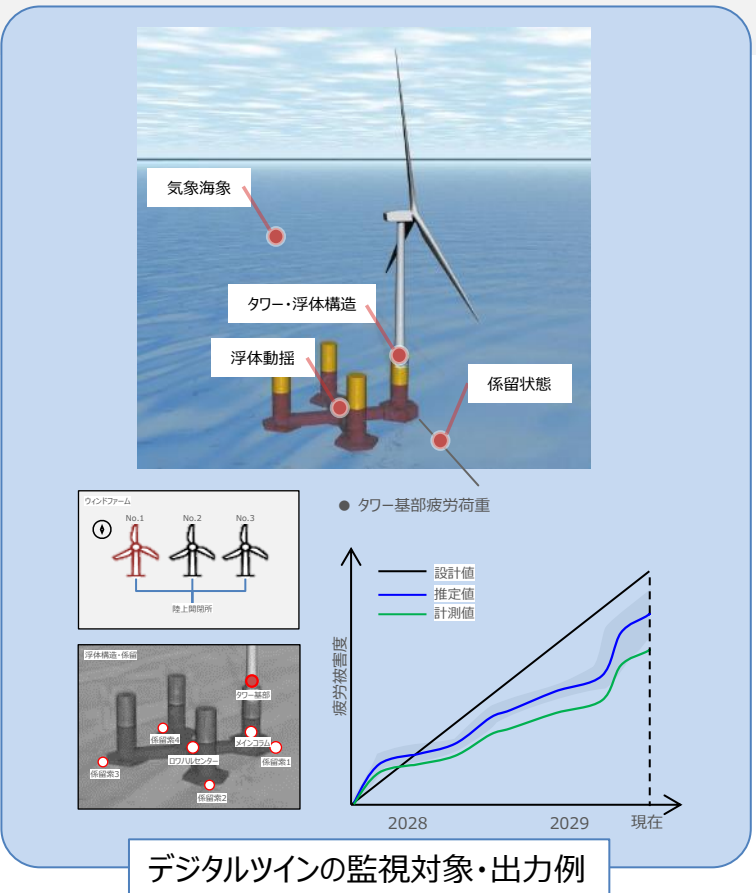 気象海象
タワー・浮体構造
浮体動揺
係留状態
● タワー基部疲労荷重
ウィンドファーム
No.1 No.2 No.3
陸上開閉所
浮体構造・係留
タワー基部
係留索4
メインコラム
ロワハルセンター
係留索1
係留索3
係留索2
設計値
推定値
計測値
疲労被害度
2028 2029 現在
デジタルツインの監視対象・出力例